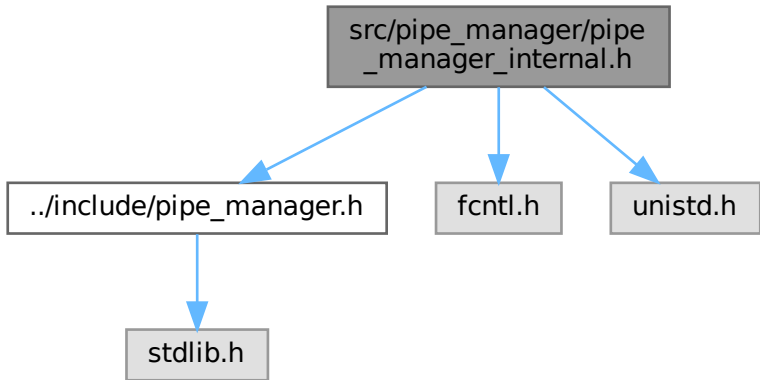 src/pipe_manager/pipe
_manager_internal.h
../include/pipe_manager.h
fcntl.h
unistd.h
stdlib.h